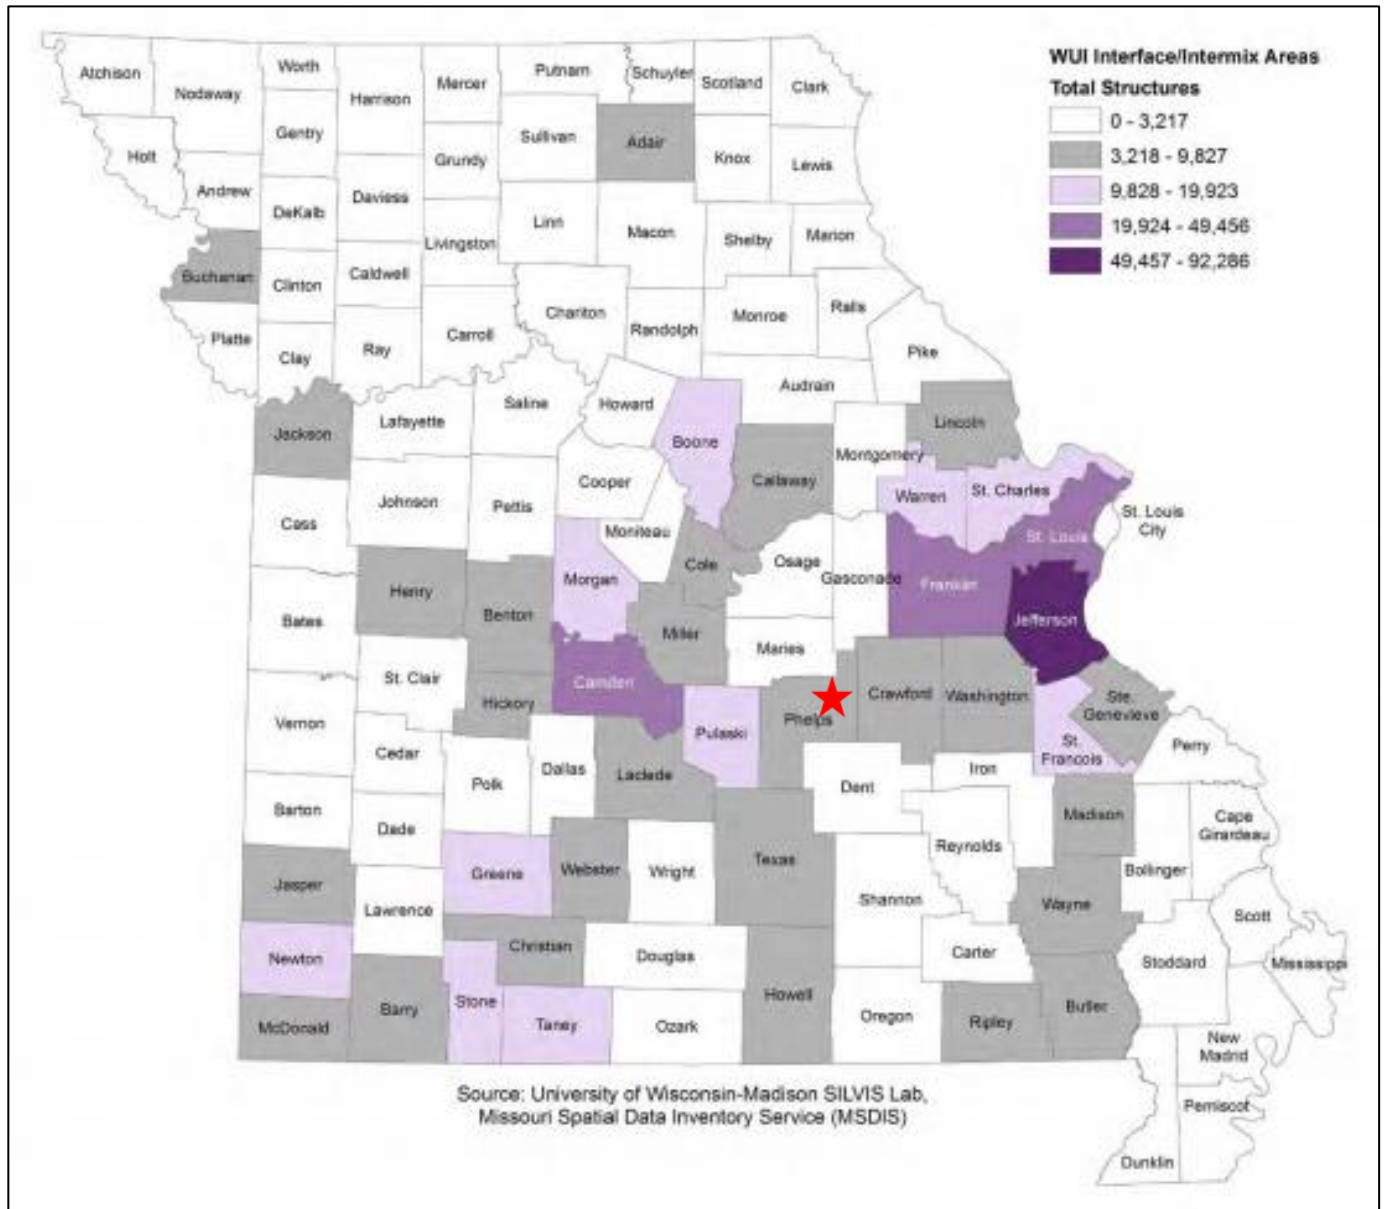 WUI Interface/Intermix Areas
Total Structures
0 - 3,217
3,218 - 9,827
9,828 - 19,923
19,924 - 49,456
49,457 - 92,286
Atchison
Nodaway
Worth
Gentry
Harrison
Mercer
Putnam
Schuyler
Scotland
Clark
Holt
Andrew
DeKalb
Daviess
Grundy
Sullivan
Adair
Knox
Lewis
Buchanan
Clinton
Caldwell
Livingston
Linn
Macon
Shelby
Marion
Platte
Clay
Ray
Carroll
Chariton
Randolph
Monroe
Ralls
Pike
Jackson
Lafayette
Saline
Howard
Boone
Audrain
Callaway
Montgomery
Lincoln
Warren
St. Charles
St. Louis
St. Louis
City
Cass
Johnson
Pettis
Cooper
Moniteau
Cole
Osage
Gasconade
Franklin
Jefferson
Bates
Henry
Benton
Morgan
Miller
Maries
St. Clair
Hickory
Camden
Pulaski
Phelps
Crawford
Washington
Ste.
Genevieve
St.
Francois
Perry
Vernon
Cedar
Polk
Dallas
Laclede
Dent
Iron
Madison
Cape
Girardeau
Barton
Dade
Greene
Webster
Wright
Texas
Reynolds
Bollinger
Jasper
Lawrence
Christian
Douglas
Shannon
Carter
Wayne
Scott
Stoddard
Mississippi
Newton
McDonald
Barry
Stone
Taney
Ozark
Howell
Oregon
Ripley
Butler
New
Madrid
Pemiscot
Dunklin
Source: University of Wisconsin-Madison SILVIS Lab,
Missouri Spatial Data Inventory Service (MSDIS)